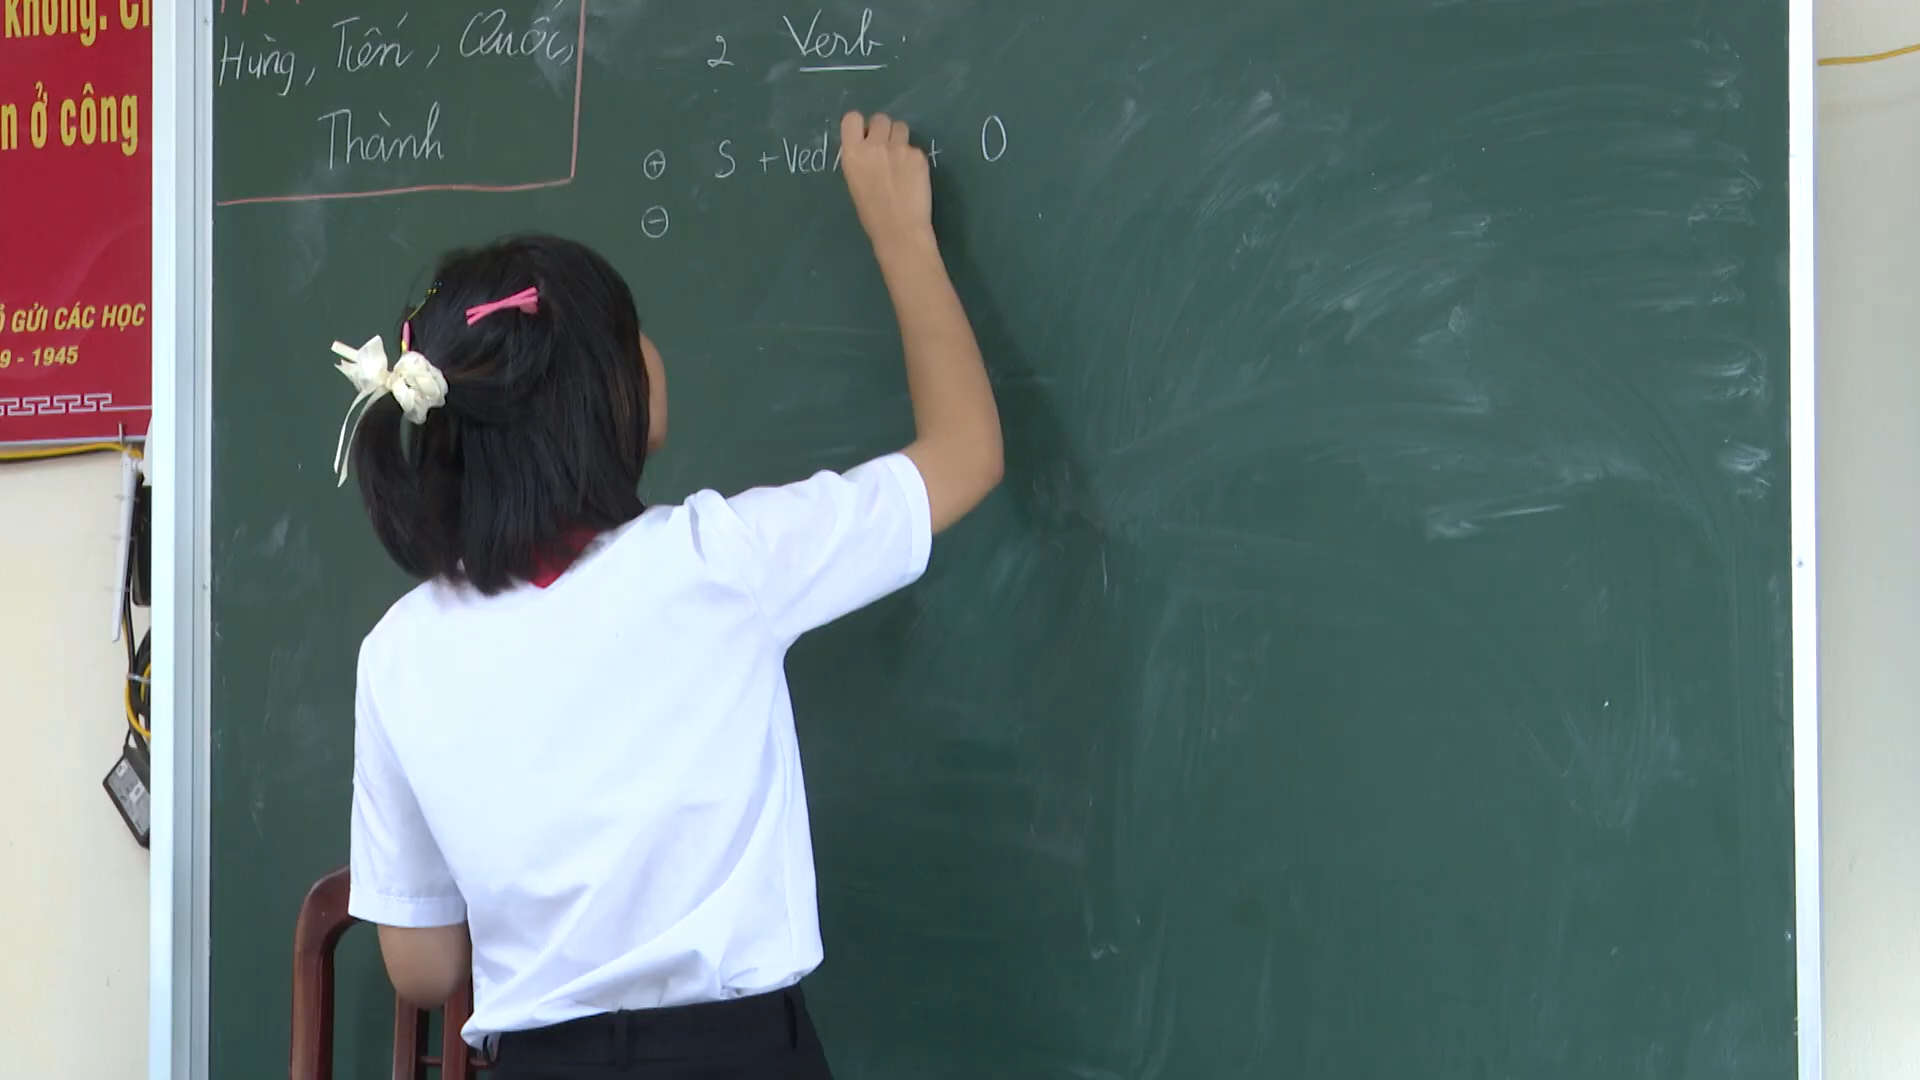 không.
n ở công
GỬI CÁC HỌC
9 - 1945
Hùng, Tiến, Quốc,
Thành
2 Verb.
⊕ S + Ved/ + O
⊖